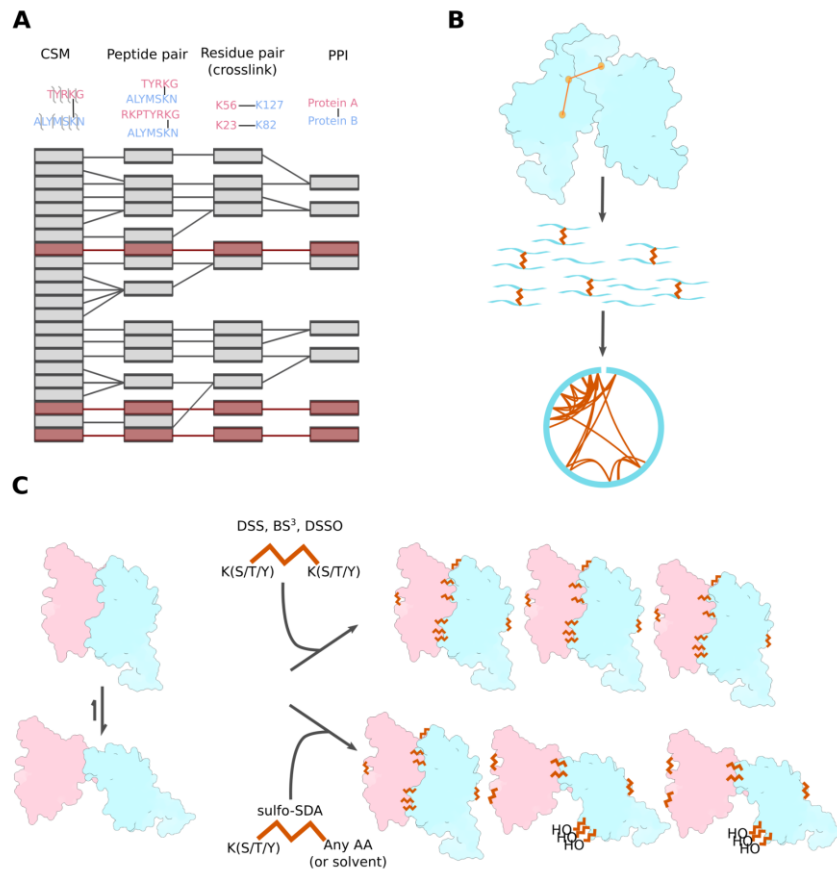 A
B
CSM
Peptide pair
Residue pair
(crosslink)
PPI
TYRKG
ALYMSKN
TYRKG
ALYMSKN
RKPTYRKG
ALYMSKN
K56 K127
K23 K82
Protein A
Protein B
C
DSS, BS³, DSSO
K(S/T/Y) K(S/T/Y)
sulfo-SDA
K(S/T/Y) Any AA
(or solvent)
HO
HO
HO
HO
HO
HO